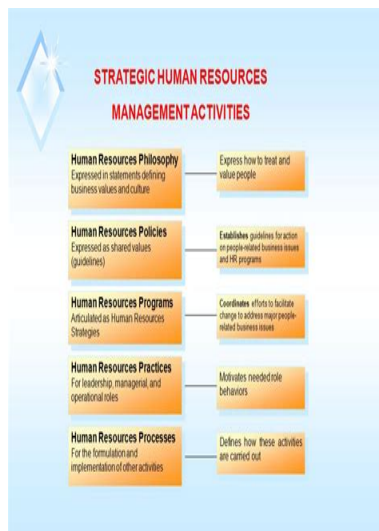 STRATEGIC HUMAN RESOURCES
MANAGEMENT ACTIVITIES
Human Resources Philosophy
Expressed in statements defining
business values and culture
Express how to treat and
value people
Human Resources Policies
Expressed as shared values
(guidelines)
Establishes guidelines for action
on people-related business issues
and HR programs
Human Resources Programs
Articulated as Human Resources
Strategies
Coordinates efforts to facilitate
change to address major people-
related business issues
Human Resources Practices
For leadership, managerial, and
operational roles
Motivates needed role
behaviors
Human Resources Processes
For the formulation and
implementation of other activities
Defines how these activities
are carried out